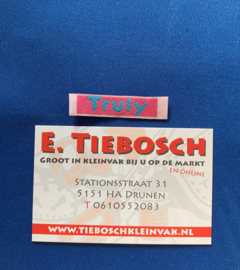 Truly
E. TIEBOSCH
GROOT IN KLEINVAK BIJ U OP DE MARKT
EN ONLINE
STATIONSSTRAAT 31
5151 HA DRUNEN
T 0610552083
WWW.TIEBOSCHKLEINVAK.NL